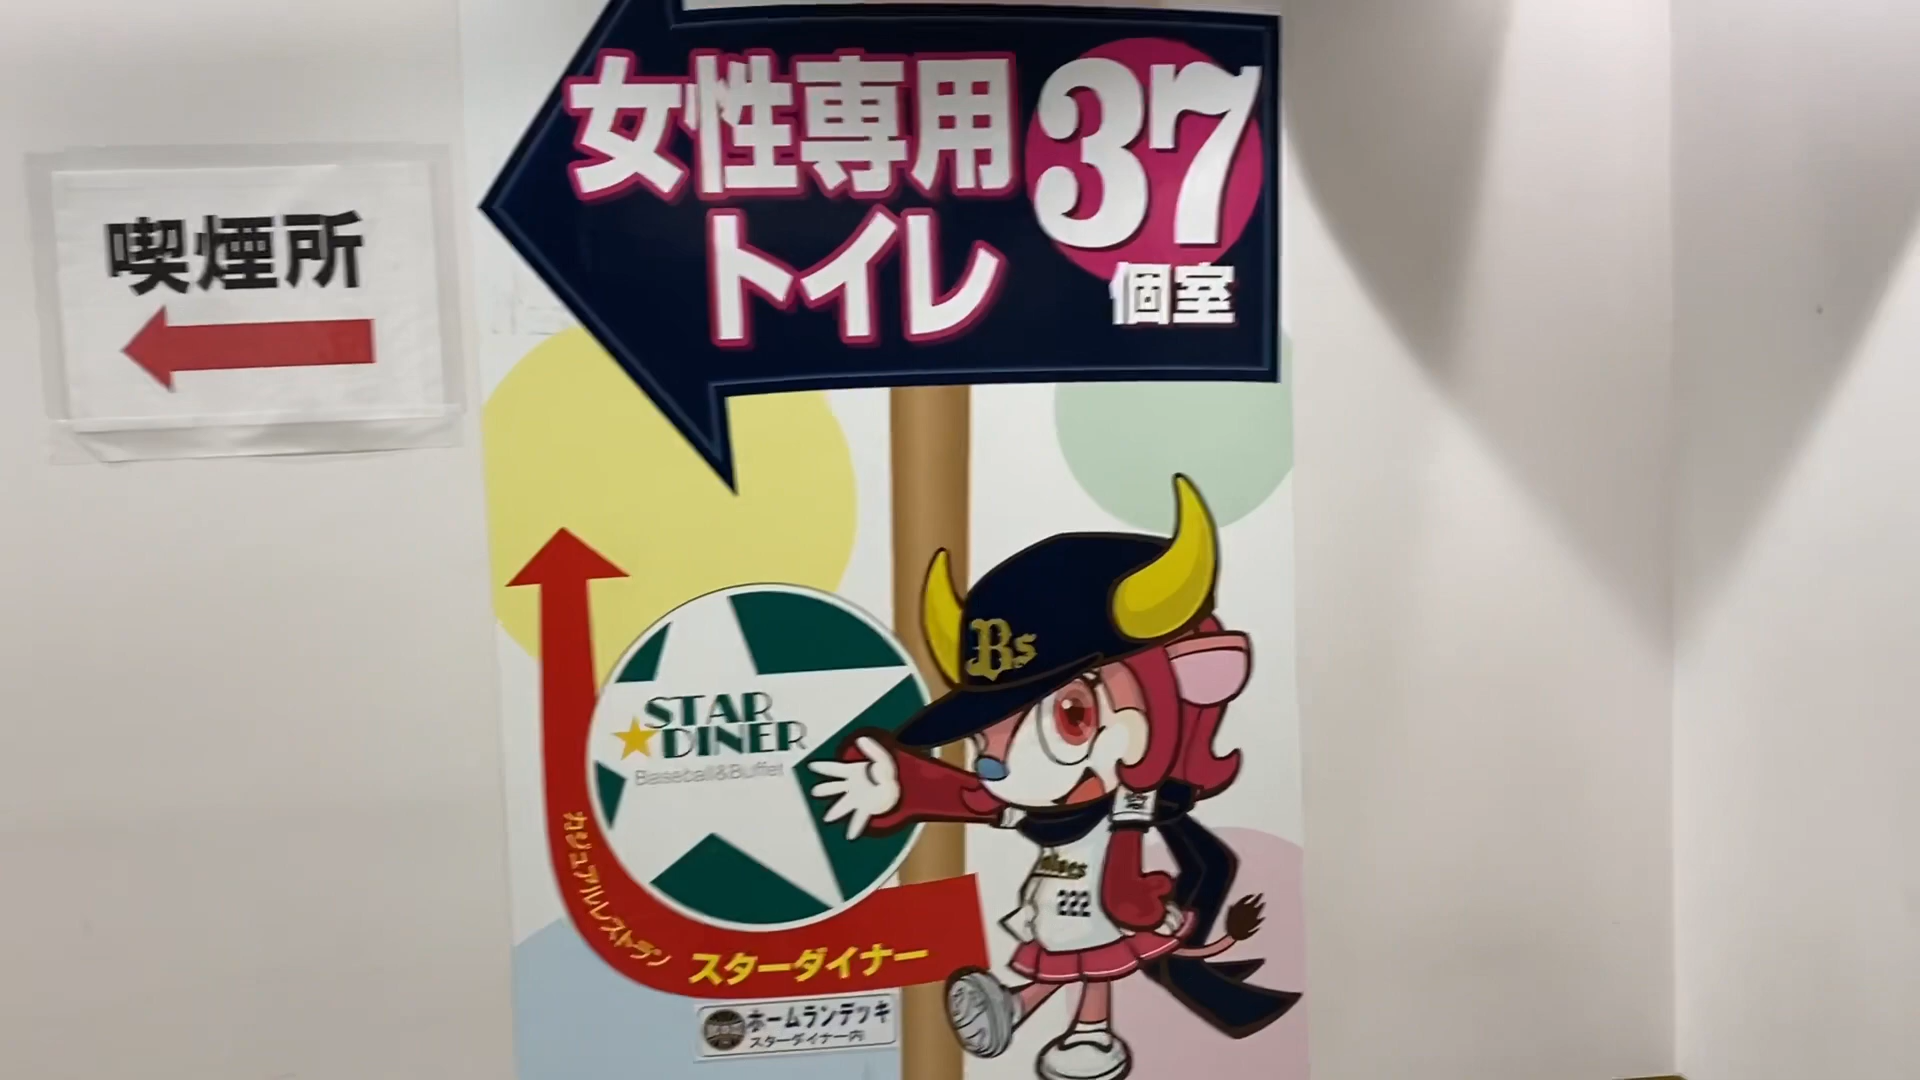 喫煙所
女性専用
トイレ
37
個室
Bs
STAR
DINER
Baseball&Buffet
222
カジュアルレストラン
スターダイナー
ホームランデッキ
スターダイナー内